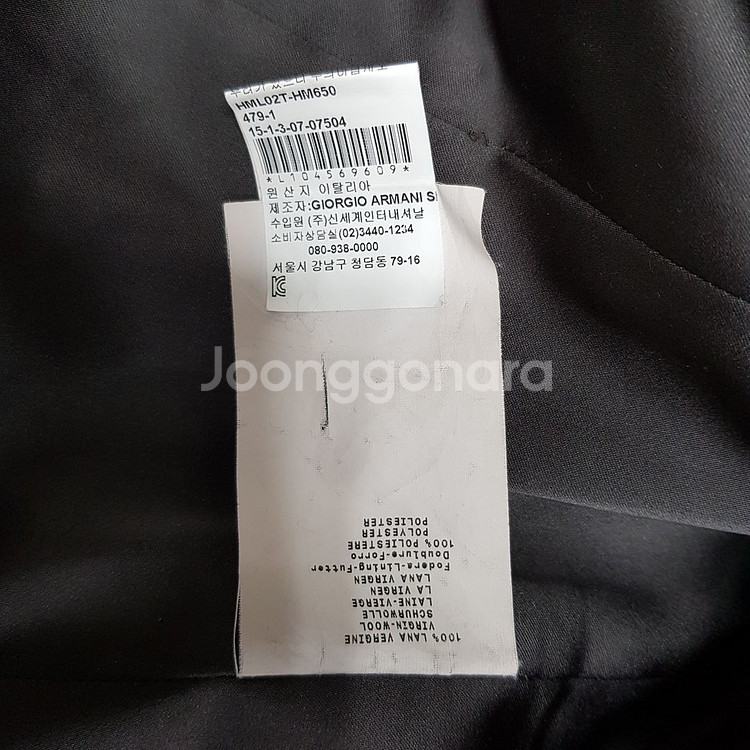 HML02T-HM650
479-1
15-1-3-07-07504
*L104569609*
원산지 이탈리아
제조자:GIORGIO ARMANI S
수입원 (주)신세계인터내셔날
소비자상담실(02)3440-1234
080-938-0000
서울시 강남구 청담동 79-16
Joonggonara
100% LANA VERGINE
VIRGIN-WOOL
SCHURWOLLE
LAINE-VIERGE
LA VIRGEN
LANA VIRGEN
Fodera-Lining-Futter
Doublure-Forro
100% POLIESTERE
POLYESTER
POLIESTER